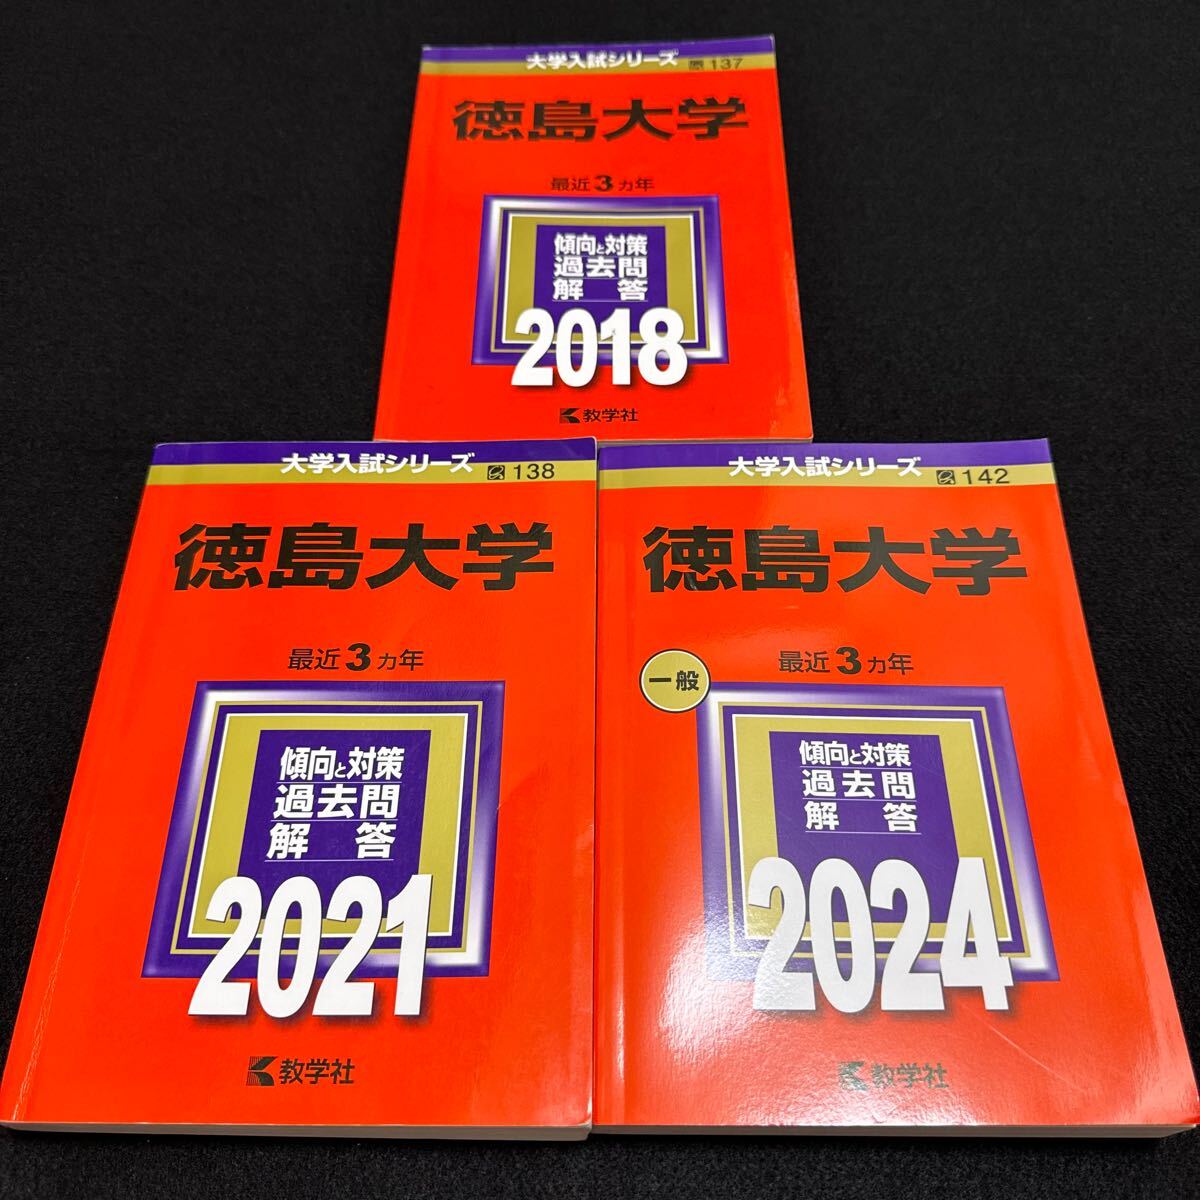 大学入試シリーズ
137
徳島大学
最近3カ年
傾向と対策
過去問
解答
2018
教学社
大学入試シリーズ
138
徳島大学
最近3カ年
傾向と対策
過去問
解答
2021
教学社
大学入試シリーズ
142
徳島大学
一般
最近3カ年
傾向と対策
過去問
解答
2024
教学社